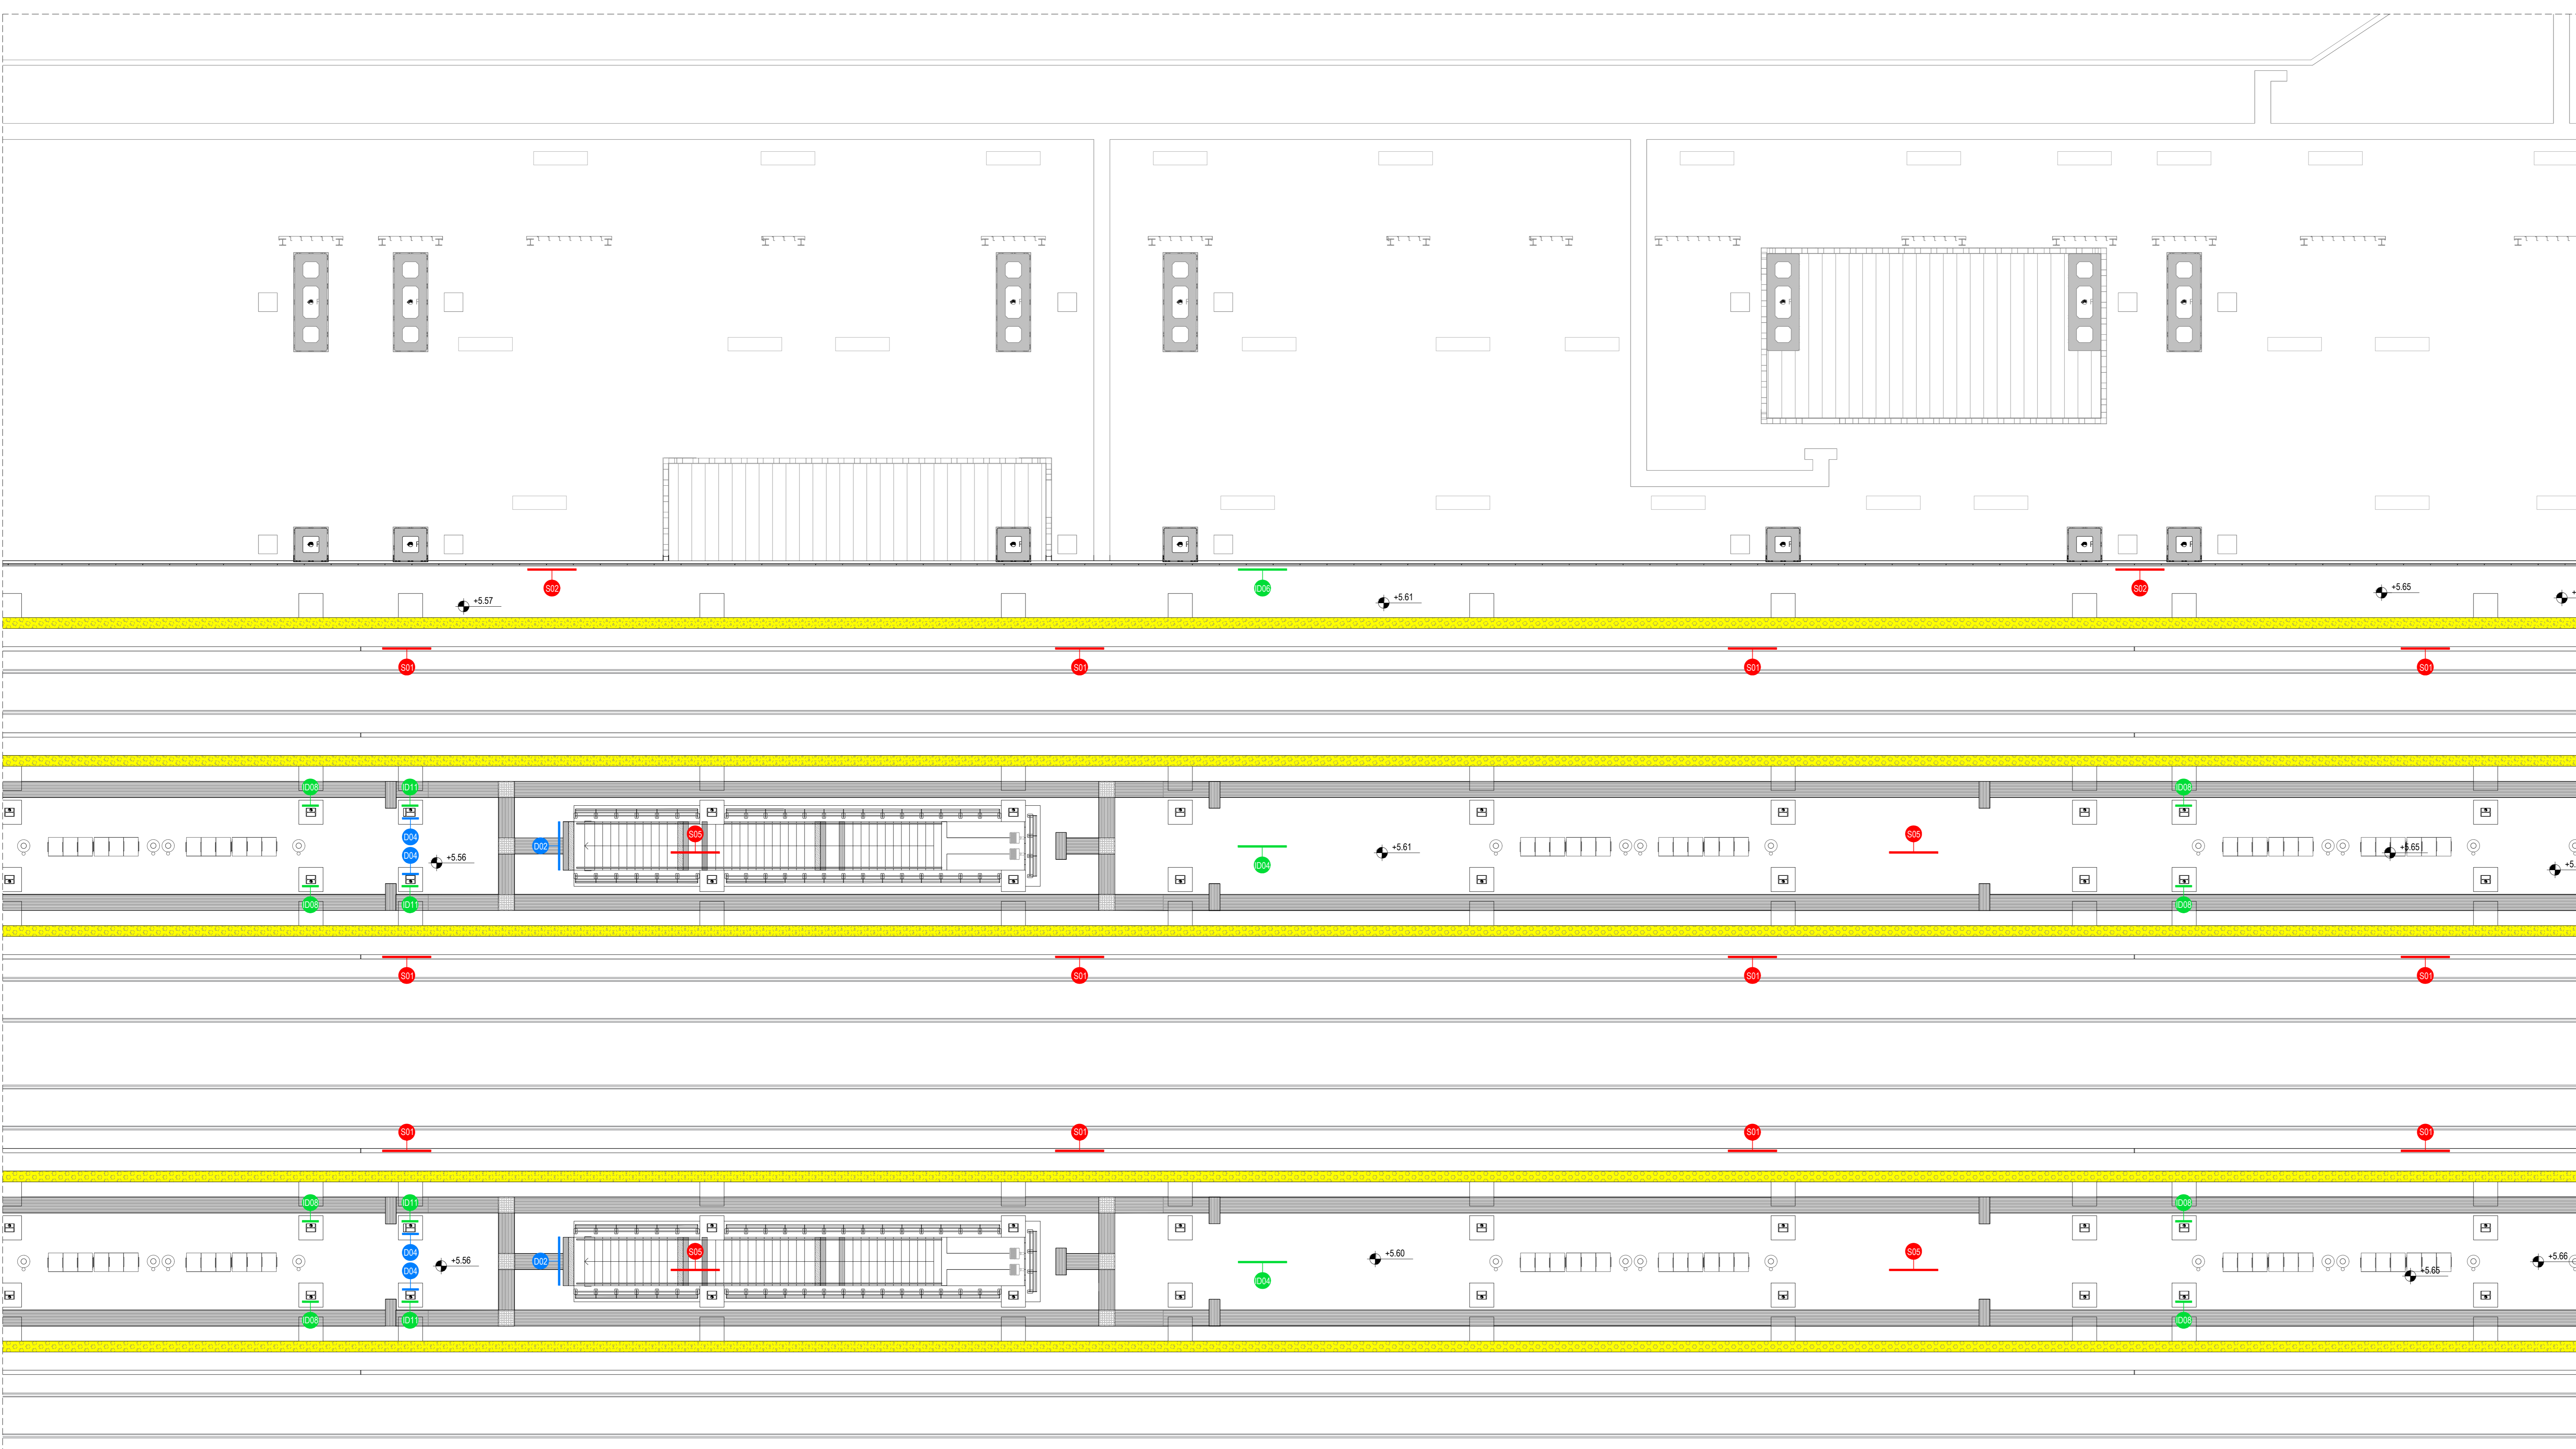 F F F F F F F
F F F F F F F
S02 ID06 S02
+5.57 +5.61 +5.65
S01 S01 S01 S01
ID08 ID11 ID08
D04 S05 S05
D04 D02
+5.56 ID04 +5.61 +5.65
ID08 ID11 ID08
S01 S01 S01 S01
S01 S01 S01 S01
ID08 ID11 ID08
D04 S05 S05
D04 D02
+5.56 ID04 +5.60 +5.65 +5.66
ID08 ID11 ID08